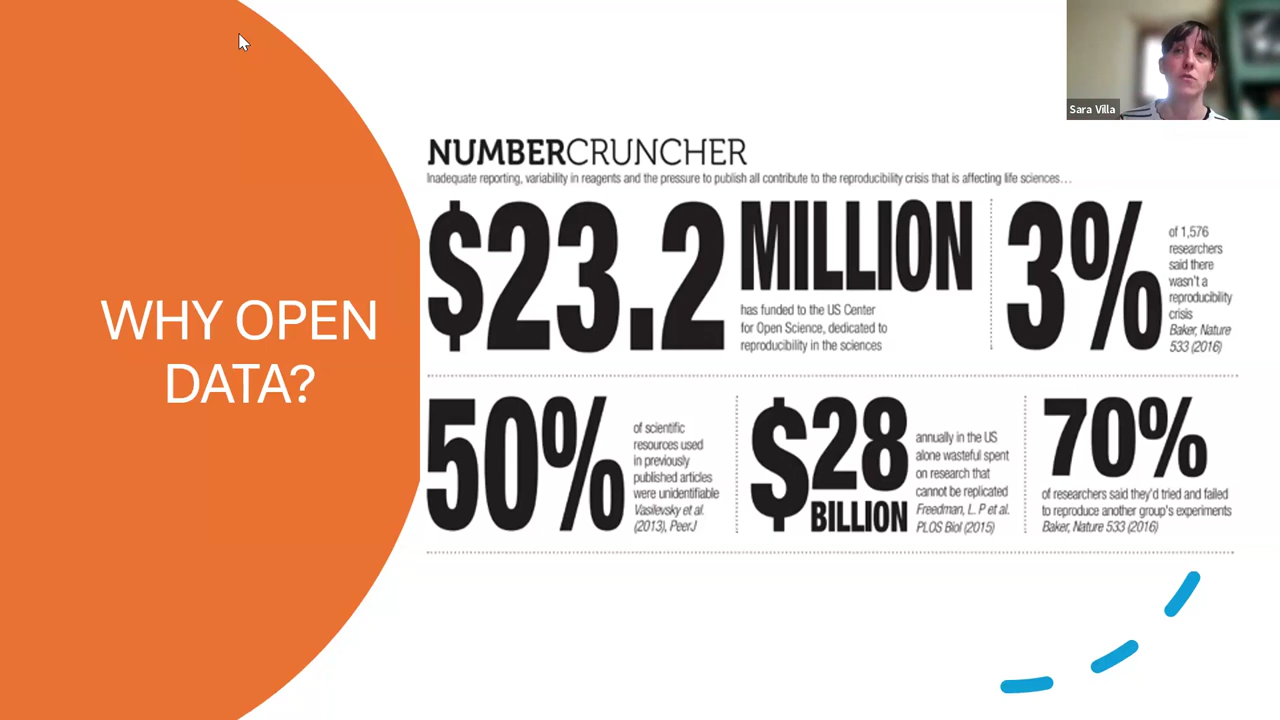 Sara Villa
NUMBERCRUNCHER
Inadequate reporting, variability in reagents and the pressure to publish all contribute to the reproducibility crisis that is affecting life sciences…
$23.2
MILLION
has funded to the US Center
for Open Science, dedicated to
reproducibility in the sciences
3%
of 1,576
researchers
said there
wasn't a
reproducibility
crisis
Baker, Nature
533 (2016)
WHY OPEN
DATA?
50%
of scientific
resources used
in previously
published articles
were unidentifiable
Vasilevsky et al.
(2013), PeerJ
$28
BILLION
annually in the US
alone wasteful spent
on research that
cannot be replicated
Freedman, L. P et al.
PLOS Biol (2015)
70%
of researchers said they'd tried and failed
to reproduce another group's experiments
Baker, Nature 533 (2016)